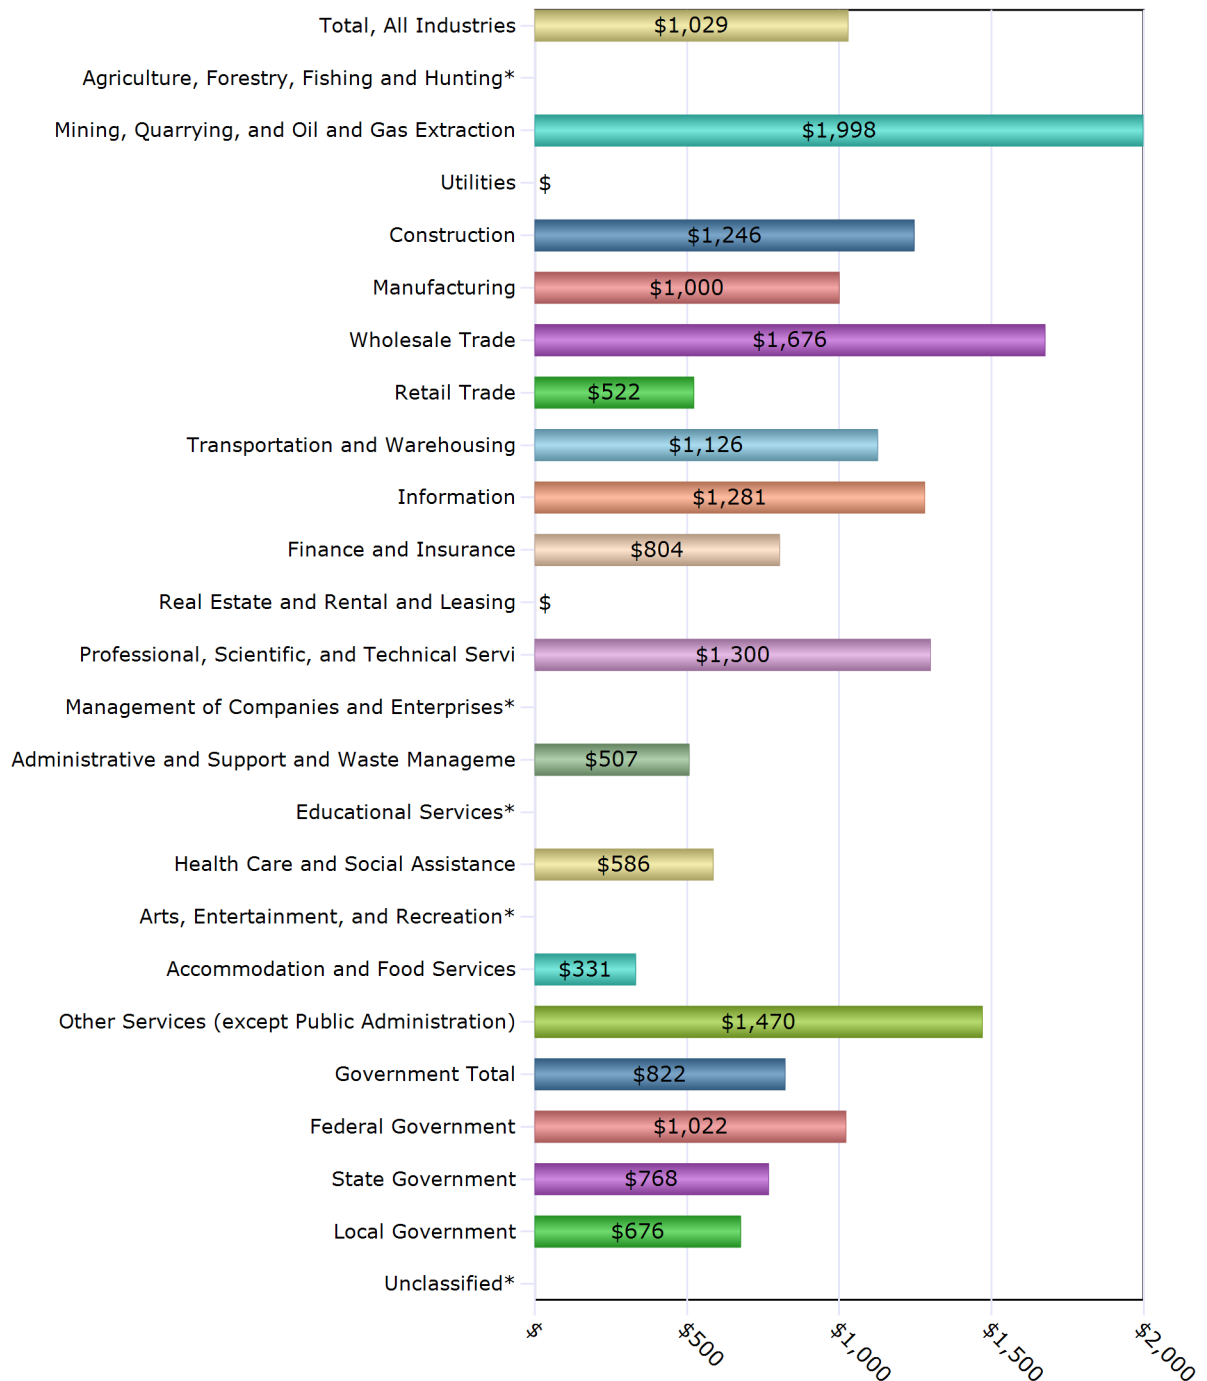 Total, All Industries $1,029
Agriculture, Forestry, Fishing and Hunting*
Mining, Quarrying, and Oil and Gas Extraction $1,998
Utilities $
Construction $1,246
Manufacturing $1,000
Wholesale Trade $1,676
Retail Trade $522
Transportation and Warehousing $1,126
Information $1,281
Finance and Insurance $804
Real Estate and Rental and Leasing $
Professional, Scientific, and Technical Servi $1,300
Management of Companies and Enterprises*
Administrative and Support and Waste Manageme $507
Educational Services*
Health Care and Social Assistance $586
Arts, Entertainment, and Recreation*
Accommodation and Food Services $331
Other Services (except Public Administration) $1,470
Government Total $822
Federal Government $1,022
State Government $768
Local Government $676
Unclassified*
$ $500 $1,000 $1,500 $2,000